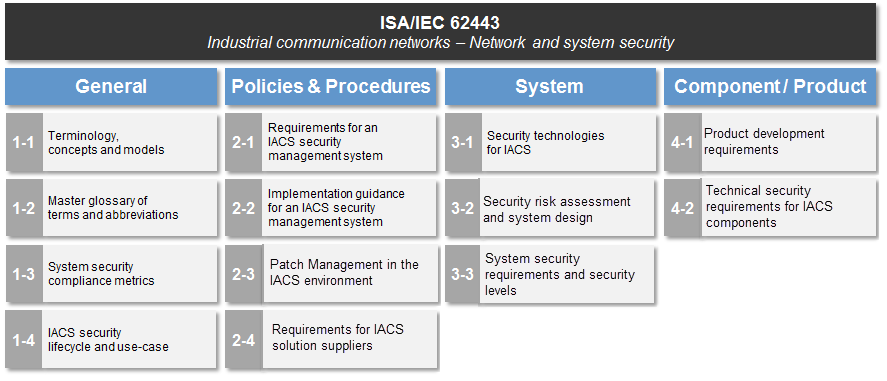 ISA/IEC 62443
Industrial communication networks – Network and system security
General
Policies & Procedures
System
Component / Product
1-1
Terminology,
concepts and models
1-2
Master glossary of
terms and abbreviations
1-3
System security
compliance metrics
1-4
IACS security
lifecycle and use-case
2-1
Requirements for an
IACS security
management system
2-2
Implementation guidance
for an IACS security
management system
2-3
Patch Management in the
IACS environment
2-4
Requirements for IACS
solution suppliers
3-1
Security technologies
for IACS
3-2
Security risk assessment
and system design
3-3
System security
requirements and security
levels
4-1
Product development
requirements
4-2
Technical security
requirements for IACS
components